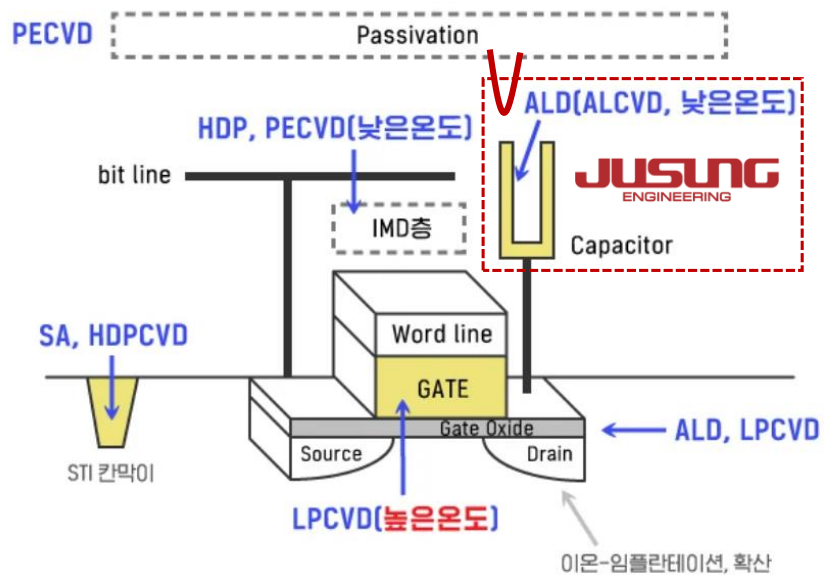 PECVD
Passivation
ALD(ALCVD, 낮은온도)
HDP, PECVD(낮은온도)
bit line
JUSUNG
ENGINEERING
IMD층
Capacitor
SA, HDPCVD
Word line
GATE
Gate Oxide
ALD, LPCVD
Source
Drain
STI 칸막이
LPCVD(높은온도)
이온-임플란테이션, 확산